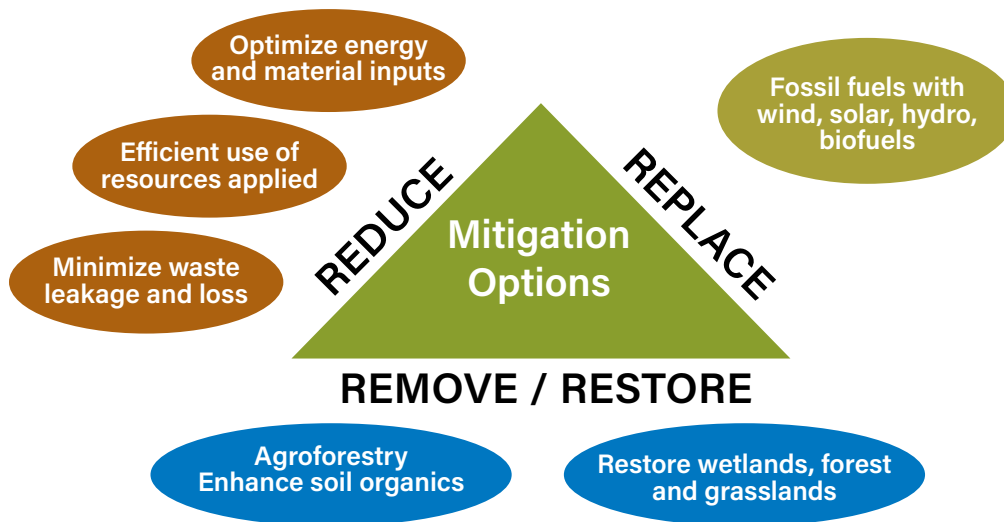 Optimize energy
and material inputs
Efficient use of
resources applied
Minimize waste
leakage and loss
REDUCE
Mitigation
Options
REPLACE
Fossil fuels with
wind, solar, hydro,
biofuels
REMOVE / RESTORE
Agroforestry
Enhance soil organics
Restore wetlands, forest
and grasslands